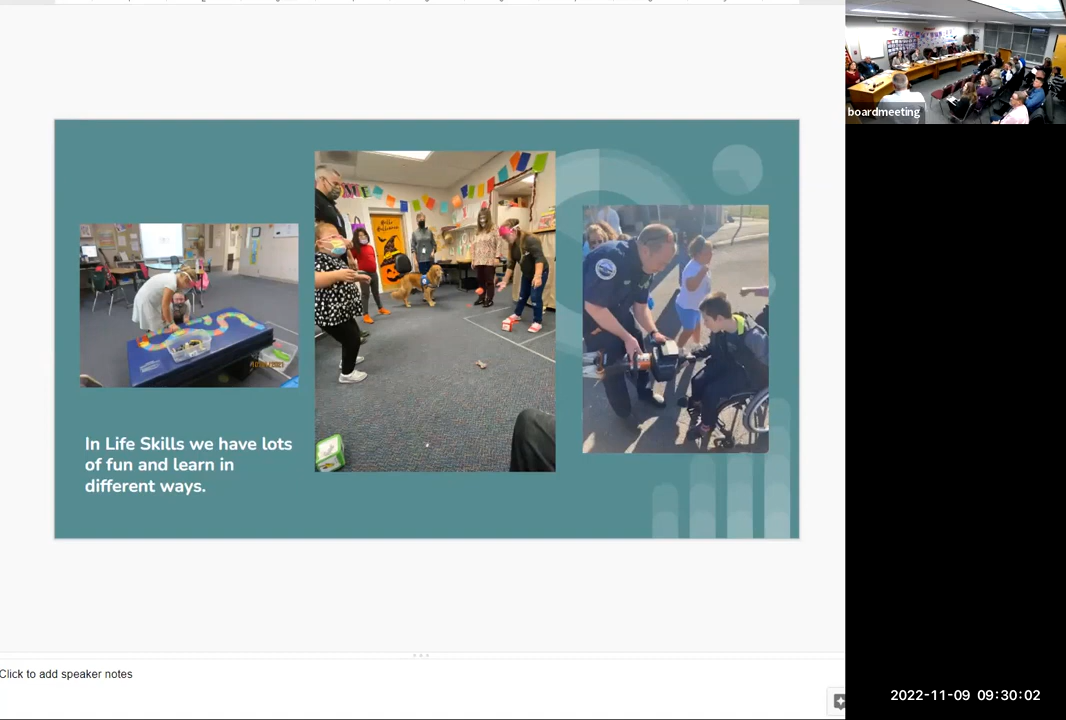 boardmeeting
In Life Skills we have lots
of fun and learn in
different ways.
Click to add speaker notes
2022-11-09 09:30:02